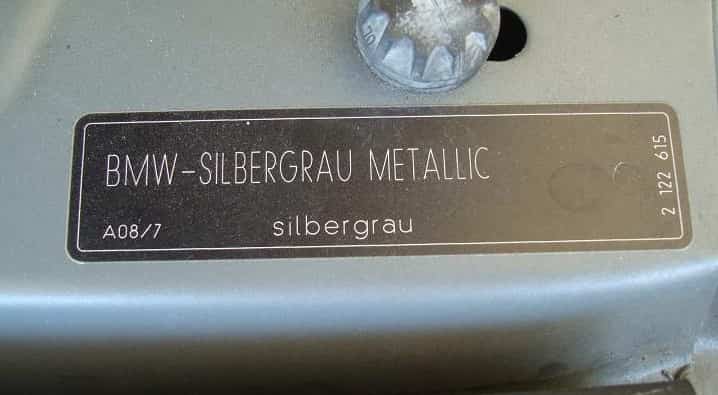 BMW-SILBERGRAU METALLIC
A08/7 silbergrau
2 122 615